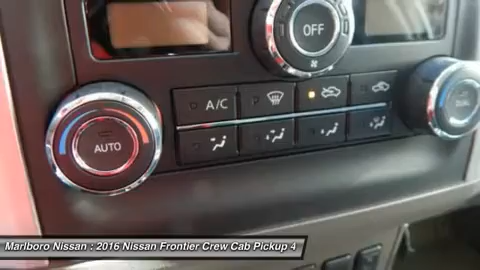 OFF
A/C
AUTO
DUAL
Marlboro Nissan : 2016 Nissan Frontier Crew Cab Pickup 4